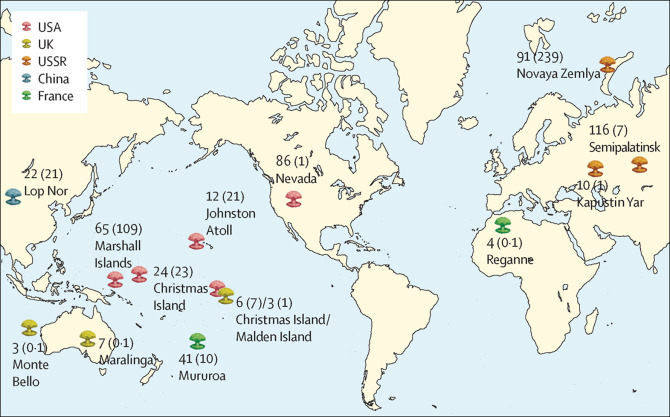 USA
UK
USSR
China
France
91 (239)
Novaya Zemlya
116 (7)
Semipalatinsk
10 (1)
Kapustin Yar
22 (21)
Lop Nor
86 (1)
Nevada
12 (21)
Johnston
Atoll
65 (109)
Marshall
Islands
24 (23)
Christmas
Island
6 (7)/3 (1)
Christmas Island/
Malden Island
4 (0·1)
Reganne
3 (0·1)
Monte
Bello
7 (0·1)
Maralinga
41 (10)
Mururoa